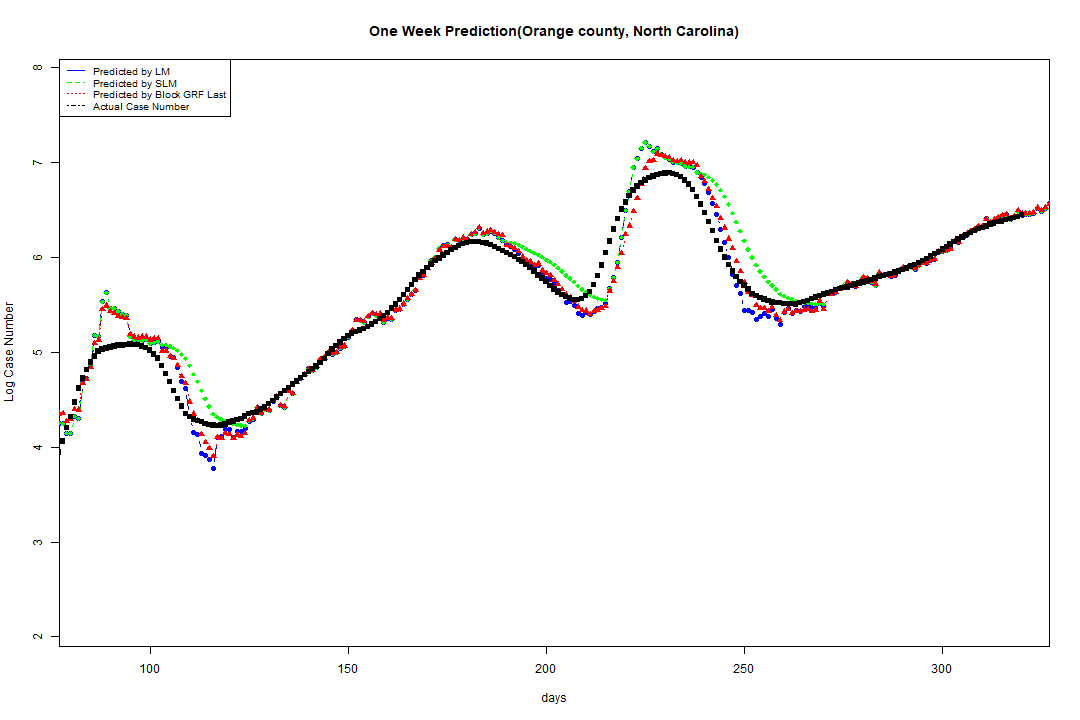 One Week Prediction(Orange county, North Carolina)
Predicted by LM
Predicted by SLM
Predicted by Block GRF Last
Actual Case Number
8
7
6
5
4
3
2
Log Case Number
100 150 200 250 300
days